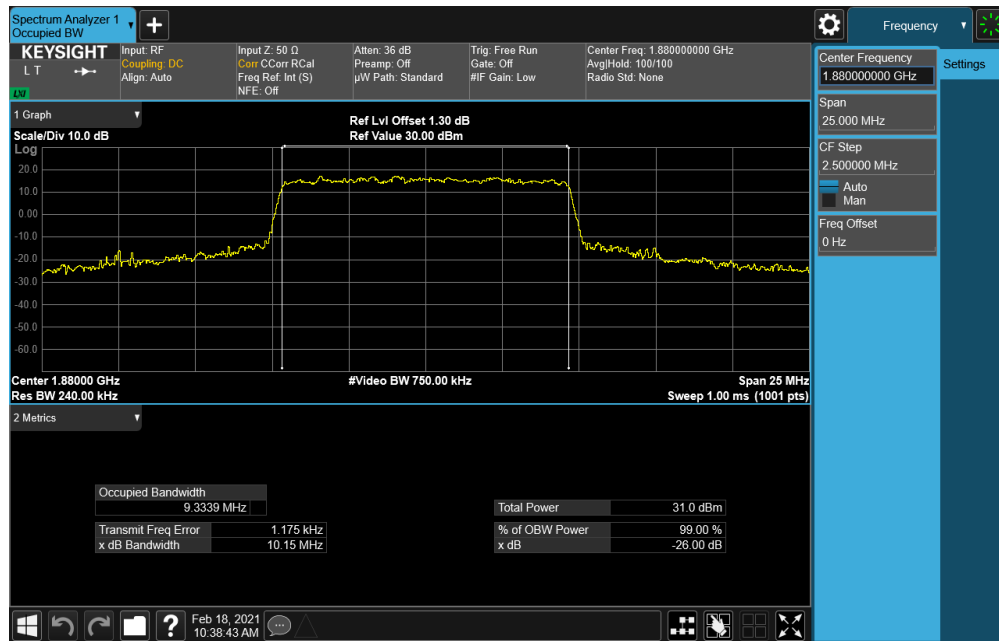 Spectrum Analyzer 1
Occupied BW
Frequency
KEYSIGHT
L T
LXI
Input: RF
Coupling: DC
Align: Auto
Input Z: 50 Ω
Corr CCorr RCal
Freq Ref: Int (S)
NFE: Off
Atten: 36 dB
Preamp: Off
µW Path: Standard
Trig: Free Run
Gate: Off
#IF Gain: Low
Center Freq: 1.880000000 GHz
Avg|Hold: 100/100
Radio Std: None
Center Frequency
1.880000000 GHz
Settings
Span
25.000 MHz
CF Step
2.500000 MHz
Auto
Man
Freq Offset
0 Hz
1 Graph
Scale/Div 10.0 dB
Ref Lvl Offset 1.30 dB
Ref Value 30.00 dBm
Log
20.0
10.0
0.00
-10.0
-20.0
-30.0
-40.0
-50.0
-60.0
Center 1.88000 GHz
#Video BW 750.00 kHz
Span 25 MHz
Res BW 240.00 kHz
Sweep 1.00 ms (1001 pts)
2 Metrics
Occupied Bandwidth
9.3339 MHz
Total Power 31.0 dBm
Transmit Freq Error 1.175 kHz
% of OBW Power 99.00 %
x dB Bandwidth 10.15 MHz
x dB -26.00 dB
?
Feb 18, 2021
10:38:43 AM